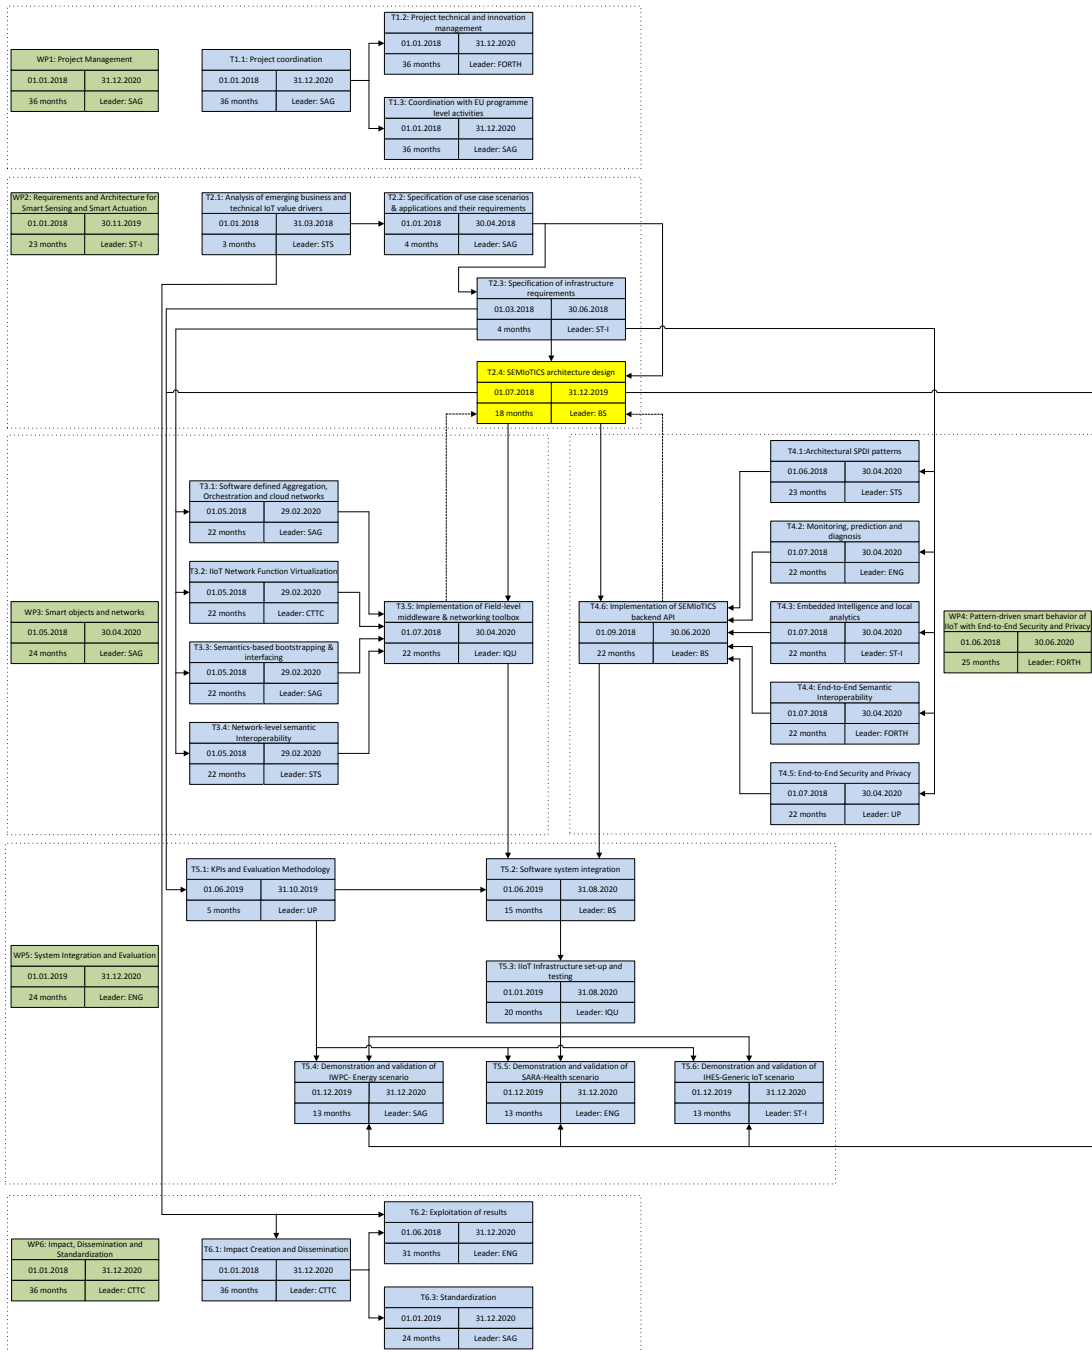 WP1: Project Management
01.01.2018 31.12.2020
36 months Leader: SAG
T1.1: Project coordination
01.01.2018 31.12.2020
36 months Leader: SAG
T1.2: Project technical and innovation
management
01.01.2018 31.12.2020
36 months Leader: FORTH
T1.3: Coordination with EU programme
level activities
01.01.2018 31.12.2020
36 months Leader: SAG
WP2: Requirements and Architecture for
Smart Sensing and Smart Actuation
01.01.2018 30.11.2019
23 months Leader: ST-I
T2.1: Analysis of emerging business and
technical IoT value drivers
01.01.2018 31.03.2018
3 months Leader: STS
T2.2: Specification of use case scenarios
& applications and their requirements
01.01.2018 30.04.2018
4 months Leader: SAG
T2.3: Specification of infrastructure
requirements
01.03.2018 30.06.2018
4 months Leader: ST-I
T2.4: SEMIoTICS architecture design
01.07.2018 31.12.2019
18 months Leader: BS
WP3: Smart objects and networks
01.05.2018 30.04.2020
24 months Leader: SAG
T3.1: Software defined Aggregation,
Orchestration and cloud networks
01.05.2018 29.02.2020
22 months Leader: SAG
T3.2: IIoT Network Function Virtualization
01.05.2018 29.02.2020
22 months Leader: CTTC
T3.3: Semantics-based bootstrapping &
interfacing
01.05.2018 29.02.2020
22 months Leader: SAG
T3.4: Network-level semantic
Interoperability
01.05.2018 29.02.2020
22 months Leader: STS
T3.5: Implementation of Field-level
middleware & networking toolbox
01.07.2018 30.04.2020
22 months Leader: IQU
T4.6: Implementation of SEMIoTICS
backend API
01.09.2018 30.06.2020
22 months Leader: BS
T4.1:Architectural SPDI patterns
01.06.2018 30.04.2020
23 months Leader: STS
T4.2: Monitoring, prediction and
diagnosis
01.07.2018 30.04.2020
22 months Leader: ENG
T4.3: Embedded Intelligence and local
analytics
01.07.2018 30.04.2020
22 months Leader: ST-I
T4.4: End-to-End Semantic
Interoperability
01.07.2018 30.04.2020
22 months Leader: FORTH
T4.5: End-to-End Security and Privacy
01.07.2018 30.04.2020
22 months Leader: UP
WP4: Pattern-driven smart behavior of
IIoT with End-to-End Security and Privacy
01.06.2018 30.06.2020
25 months Leader: FORTH
WP5: System Integration and Evaluation
01.01.2019 31.12.2020
24 months Leader: ENG
T5.1: KPIs and Evaluation Methodology
01.06.2019 31.10.2019
5 months Leader: UP
T5.2: Software system integration
01.06.2019 31.08.2020
15 months Leader: BS
T5.3: IIoT Infrastructure set-up and
testing
01.01.2019 31.08.2020
20 months Leader: IQU
T5.4: Demonstration and validation of
IWPC- Energy scenario
01.12.2019 31.12.2020
13 months Leader: SAG
T5.5: Demonstration and validation of
SARA-Health scenario
01.12.2019 31.12.2020
13 months Leader: ENG
T5.6: Demonstration and validation of
IHES-Generic IoT scenario
01.12.2019 31.12.2020
13 months Leader: ST-I
WP6: Impact, Dissemination and
Standardization
01.01.2018 31.12.2020
36 months Leader: CTTC
T6.1: Impact Creation and Dissemination
01.01.2018 31.12.2020
36 months Leader: CTTC
T6.2: Exploitation of results
01.06.2018 31.12.2020
31 months Leader: ENG
T6.3: Standardization
01.01.2019 31.12.2020
24 months Leader: SAG